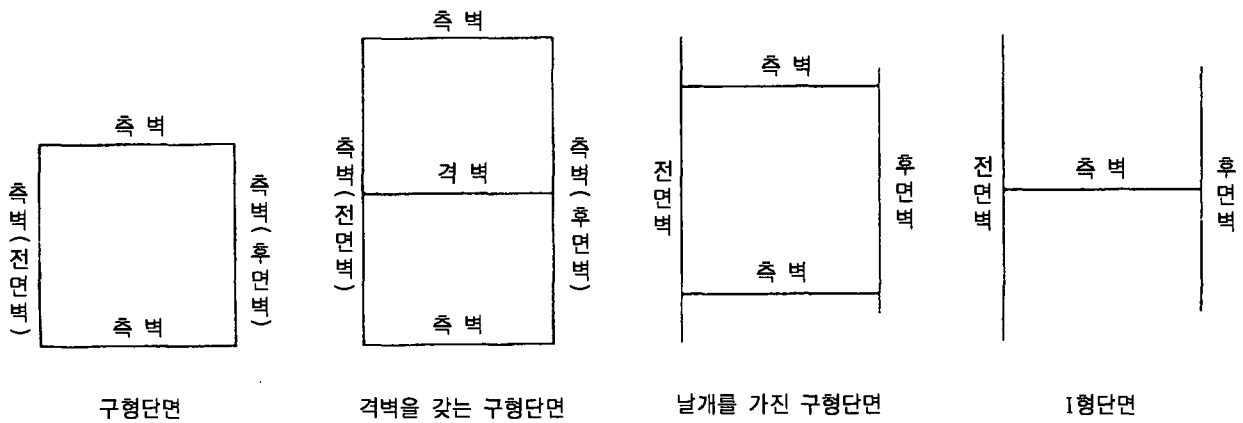 측 벽
측 벽(전면벽)
측 벽(후면벽)
측 벽
구형단면
측 벽
측벽(전면벽)
격 벽
측벽(후면벽)
측 벽
격벽을 갖는 구형단면
측 벽
전면벽
후면벽
측 벽
날개를 가진 구형단면
전면벽
측 벽
후면벽
I형단면